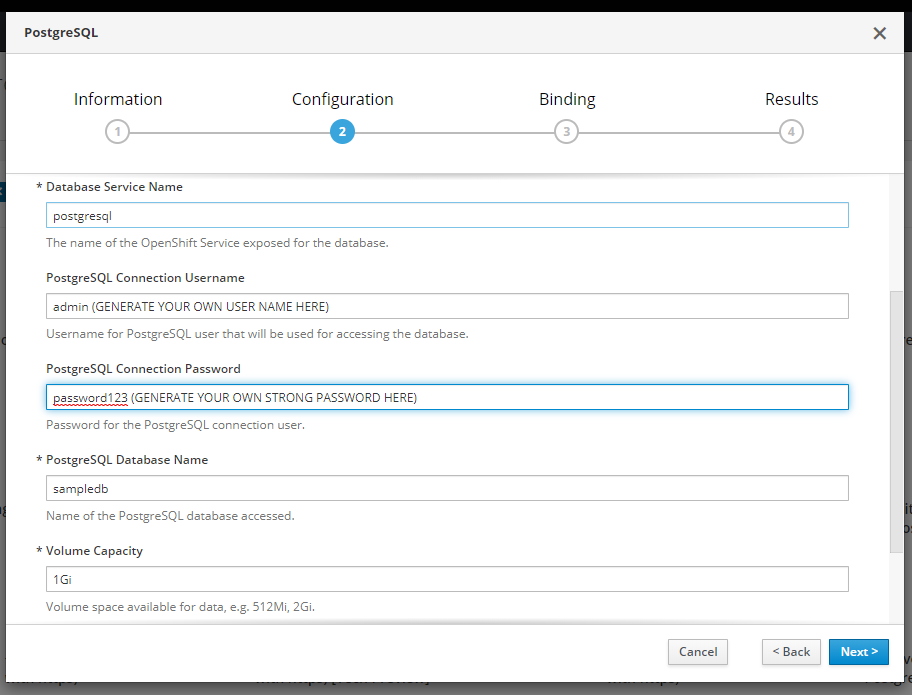 PostgreSQL
Information Configuration Binding Results
1 2 3 4
* Database Service Name
postgresql
The name of the OpenShift Service exposed for the database.
PostgreSQL Connection Username
admin (GENERATE YOUR OWN USER NAME HERE)
Username for PostgreSQL user that will be used for accessing the database.
PostgreSQL Connection Password
password123 (GENERATE YOUR OWN STRONG PASSWORD HERE)
Password for the PostgreSQL connection user.
* PostgreSQL Database Name
sampledb
Name of the PostgreSQL database accessed.
* Volume Capacity
1Gi
Volume space available for data, e.g. 512Mi, 2Gi.
Cancel < Back Next >